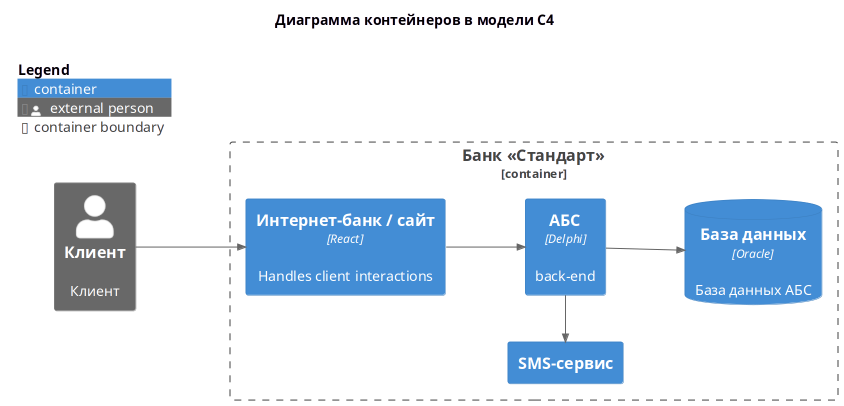 Диаграмма контейнеров в модели C4
Legend
container
external person
container boundary
Банк «Стандарт»
[container]
Клиент
Клиент
Интернет-банк / сайт
[React]
Handles client interactions
АБС
[Delphi]
back-end
База данных
[Oracle]
База данных АБС
SMS-сервис